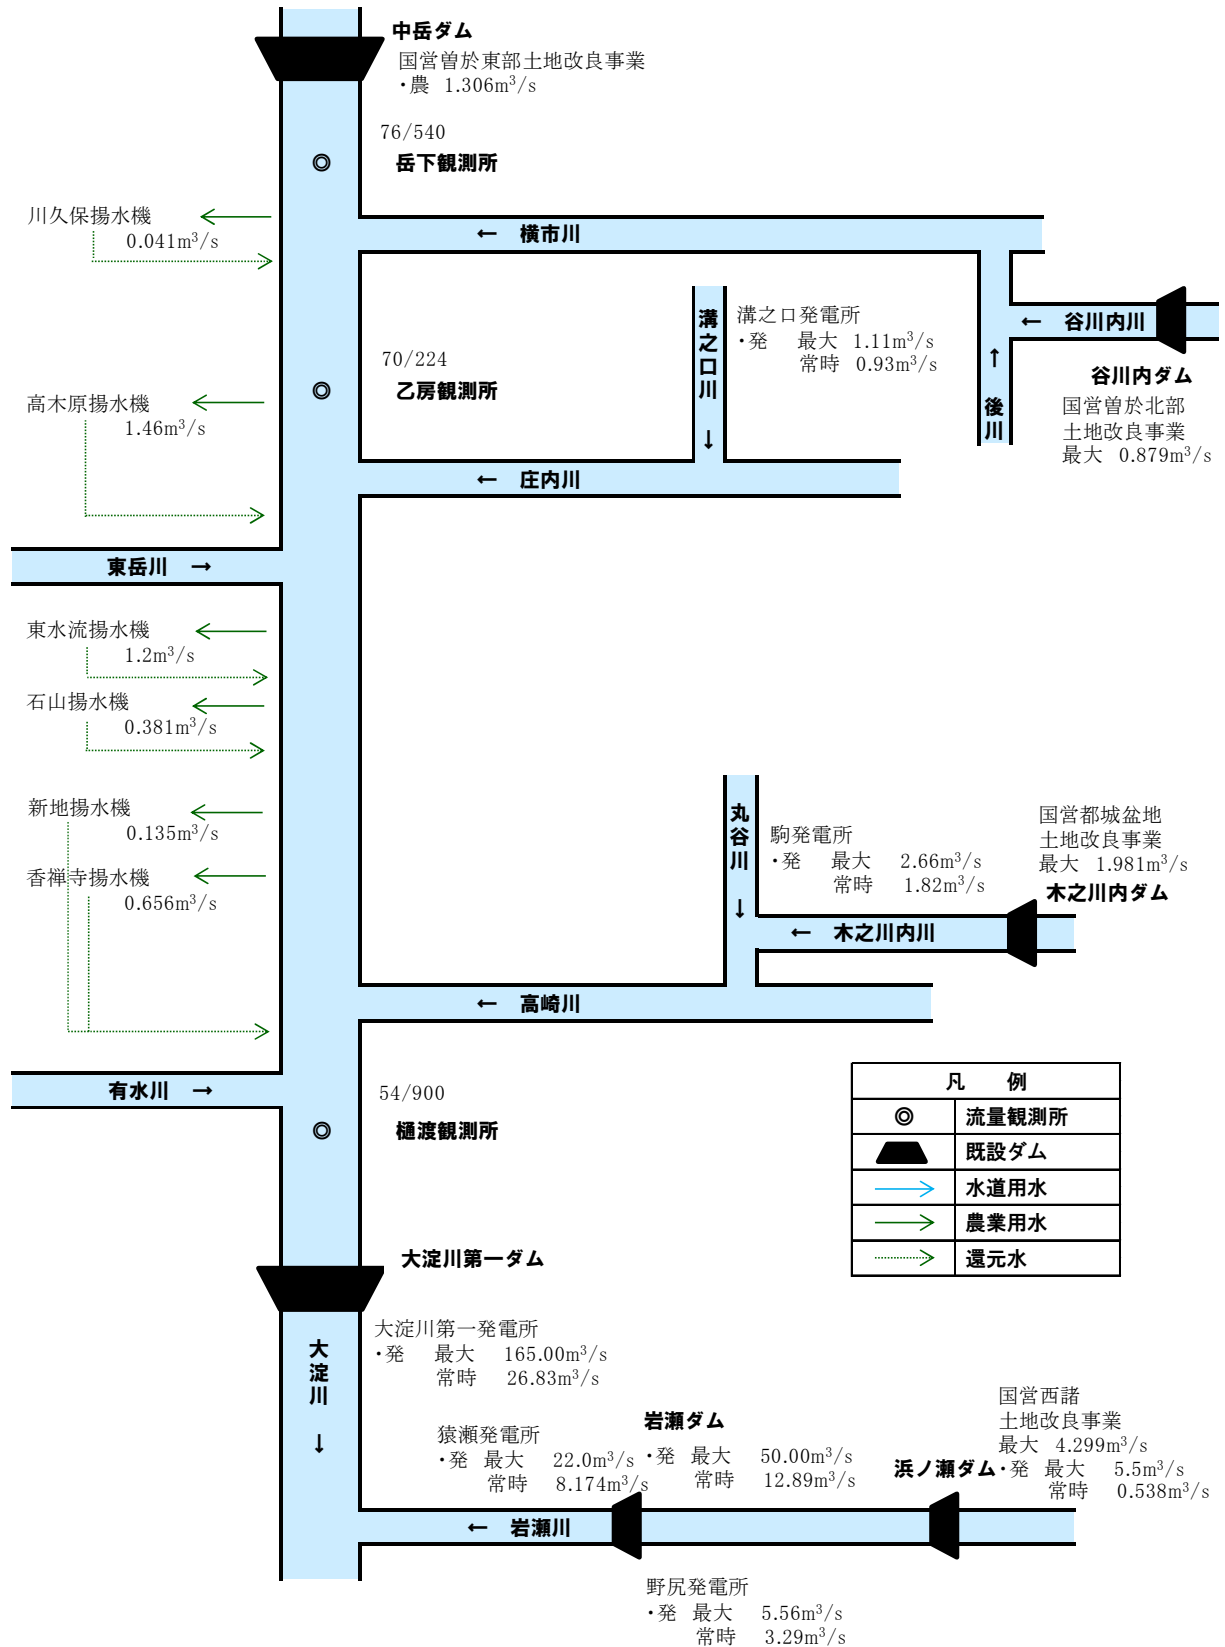 中岳ダム
国営曽於東部土地改良事業
・農 1.306m³/s
76/540
岳下観測所
川久保揚水機
0.041m³/s
← 横市川
溝之口川 ↓
溝之口発電所
・発 最大 1.11m³/s
常時 0.93m³/s
← 谷川内川
↑ 後川
谷川内ダム
国営曽於北部
土地改良事業
最大 0.879m³/s
70/224
乙房観測所
高木原揚水機
1.46m³/s
← 庄内川
東岳川 →
東水流揚水機
1.2m³/s
石山揚水機
0.381m³/s
新地揚水機
0.135m³/s
香禅寺揚水機
0.656m³/s
丸谷川 ↓
駒発電所
・発 最大 2.66m³/s
常時 1.82m³/s
国営都城盆地
土地改良事業
最大 1.981m³/s
木之川内ダム
← 木之川内川
← 高崎川
有水川 →
54/900
樋渡観測所
凡 例
流量観測所
既設ダム
水道用水
農業用水
還元水
大淀川第一ダム
大淀川 ↓
大淀川第一発電所
・発 最大 165.00m³/s
常時 26.83m³/s
猿瀬発電所
・発 最大 22.0m³/s
常時 8.174m³/s
岩瀬ダム
・発 最大 50.00m³/s
常時 12.89m³/s
国営西諸
土地改良事業
最大 4.299m³/s
浜ノ瀬ダム・発 最大 5.5m³/s
常時 0.538m³/s
← 岩瀬川
野尻発電所
・発 最大 5.56m³/s
常時 3.29m³/s